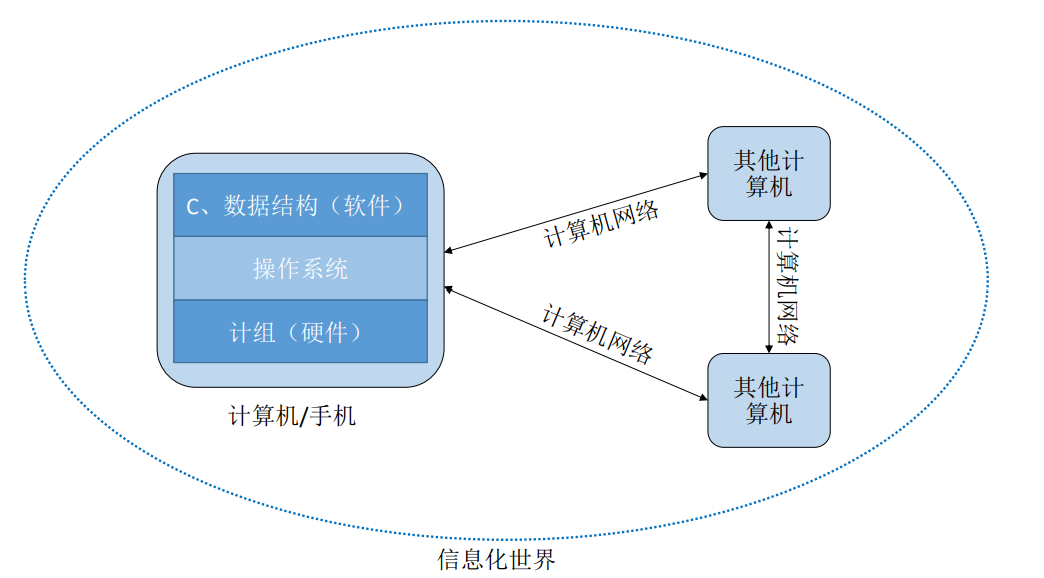 C、数据结构（软件）
操作系统
计组（硬件）
计算机/手机
计算机网络
计算机网络
其他计
算机
计算机网络
其他计
算机
信息化世界